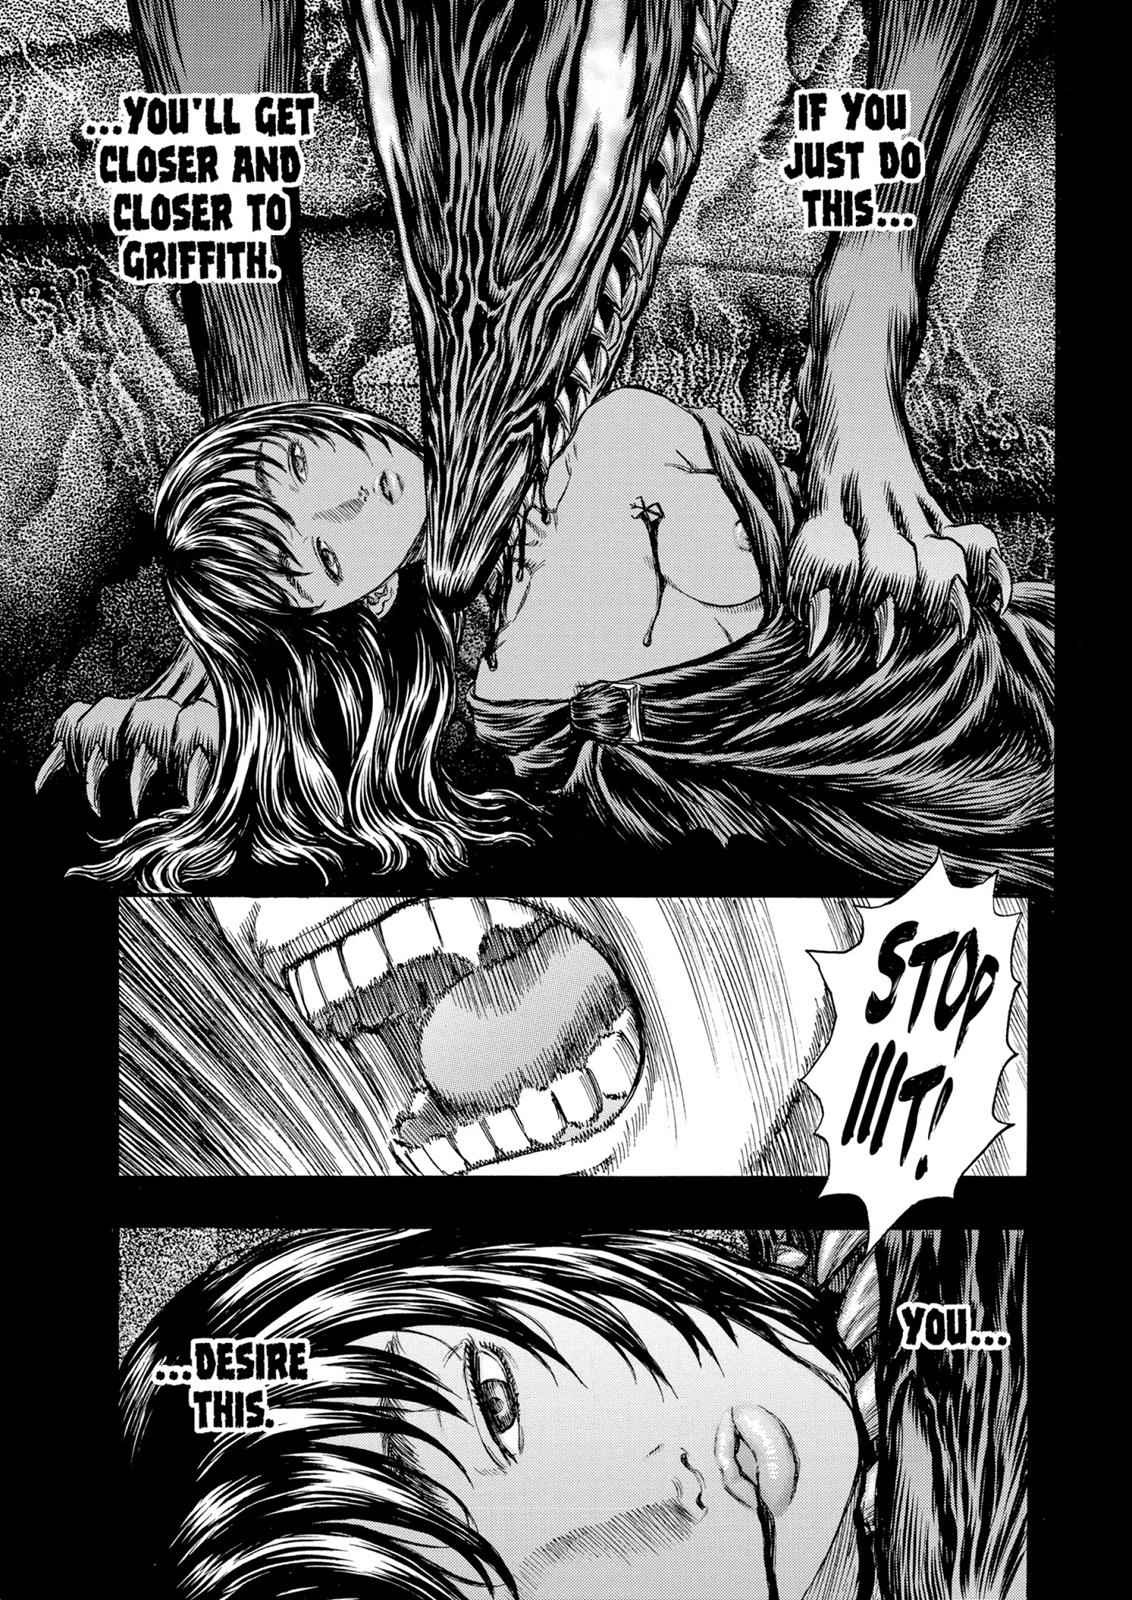 IF YOU
JUST DO
THIS...
...YOU'LL GET
CLOSER AND
CLOSER TO
GRIFFITH.
STOP
IIIT!
YOU...
...DESIRE
THIS.